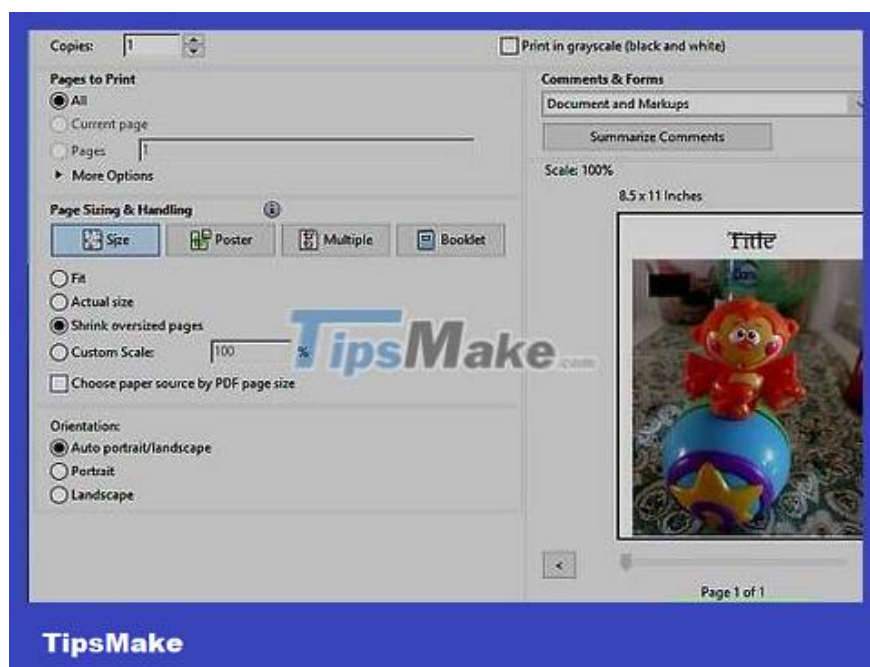 Copies: 1
Print in grayscale (black and white)
Pages to Print
All
Current page
Pages 1
More Options
Page Sizing & Handling
Size Poster Multiple Booklet
Fit
Actual size
Shrink oversized pages
Custom Scale: 100 %
Choose paper source by PDF page size
Orientation:
Auto portrait/landscape
Portrait
Landscape
Comments & Forms
Document and Markups
Summarize Comments
Scale: 100%
8.5 x 11 Inches
Title
<
Page 1 of 1
TipsMake.com
TipsMake